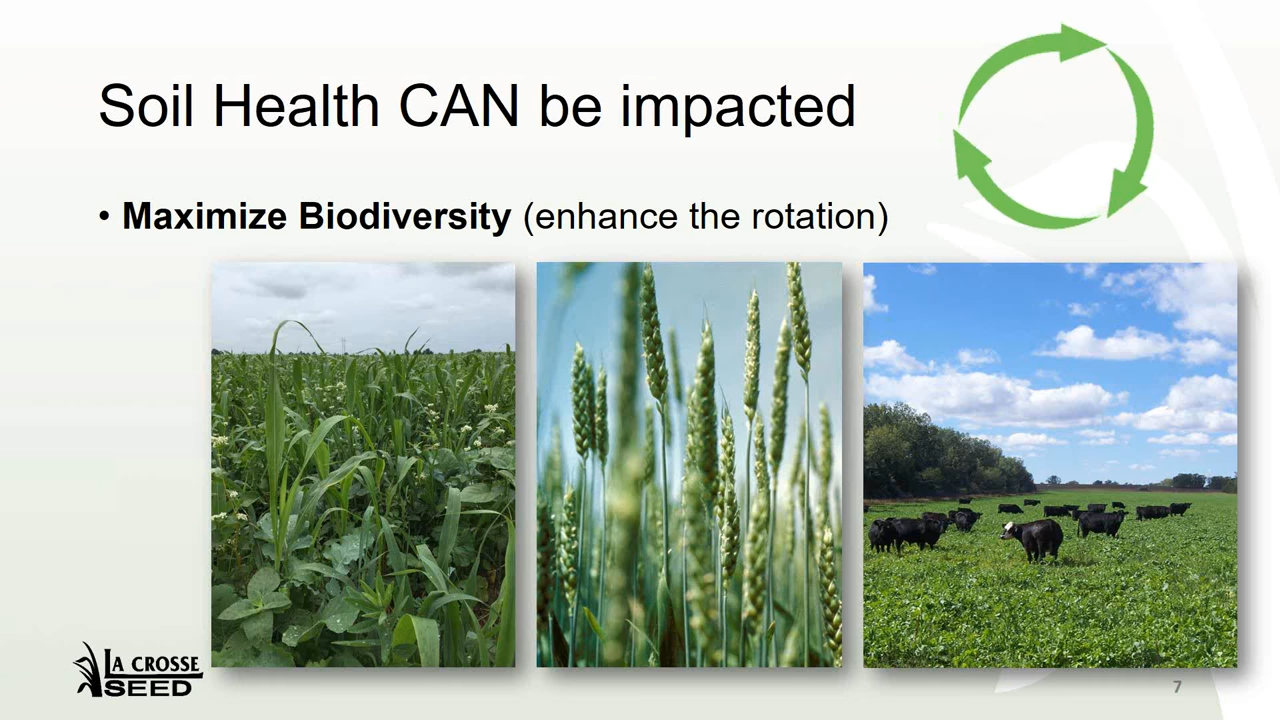 Soil Health CAN be impacted
• Maximize Biodiversity (enhance the rotation)
LA CROSSE
SEED
7